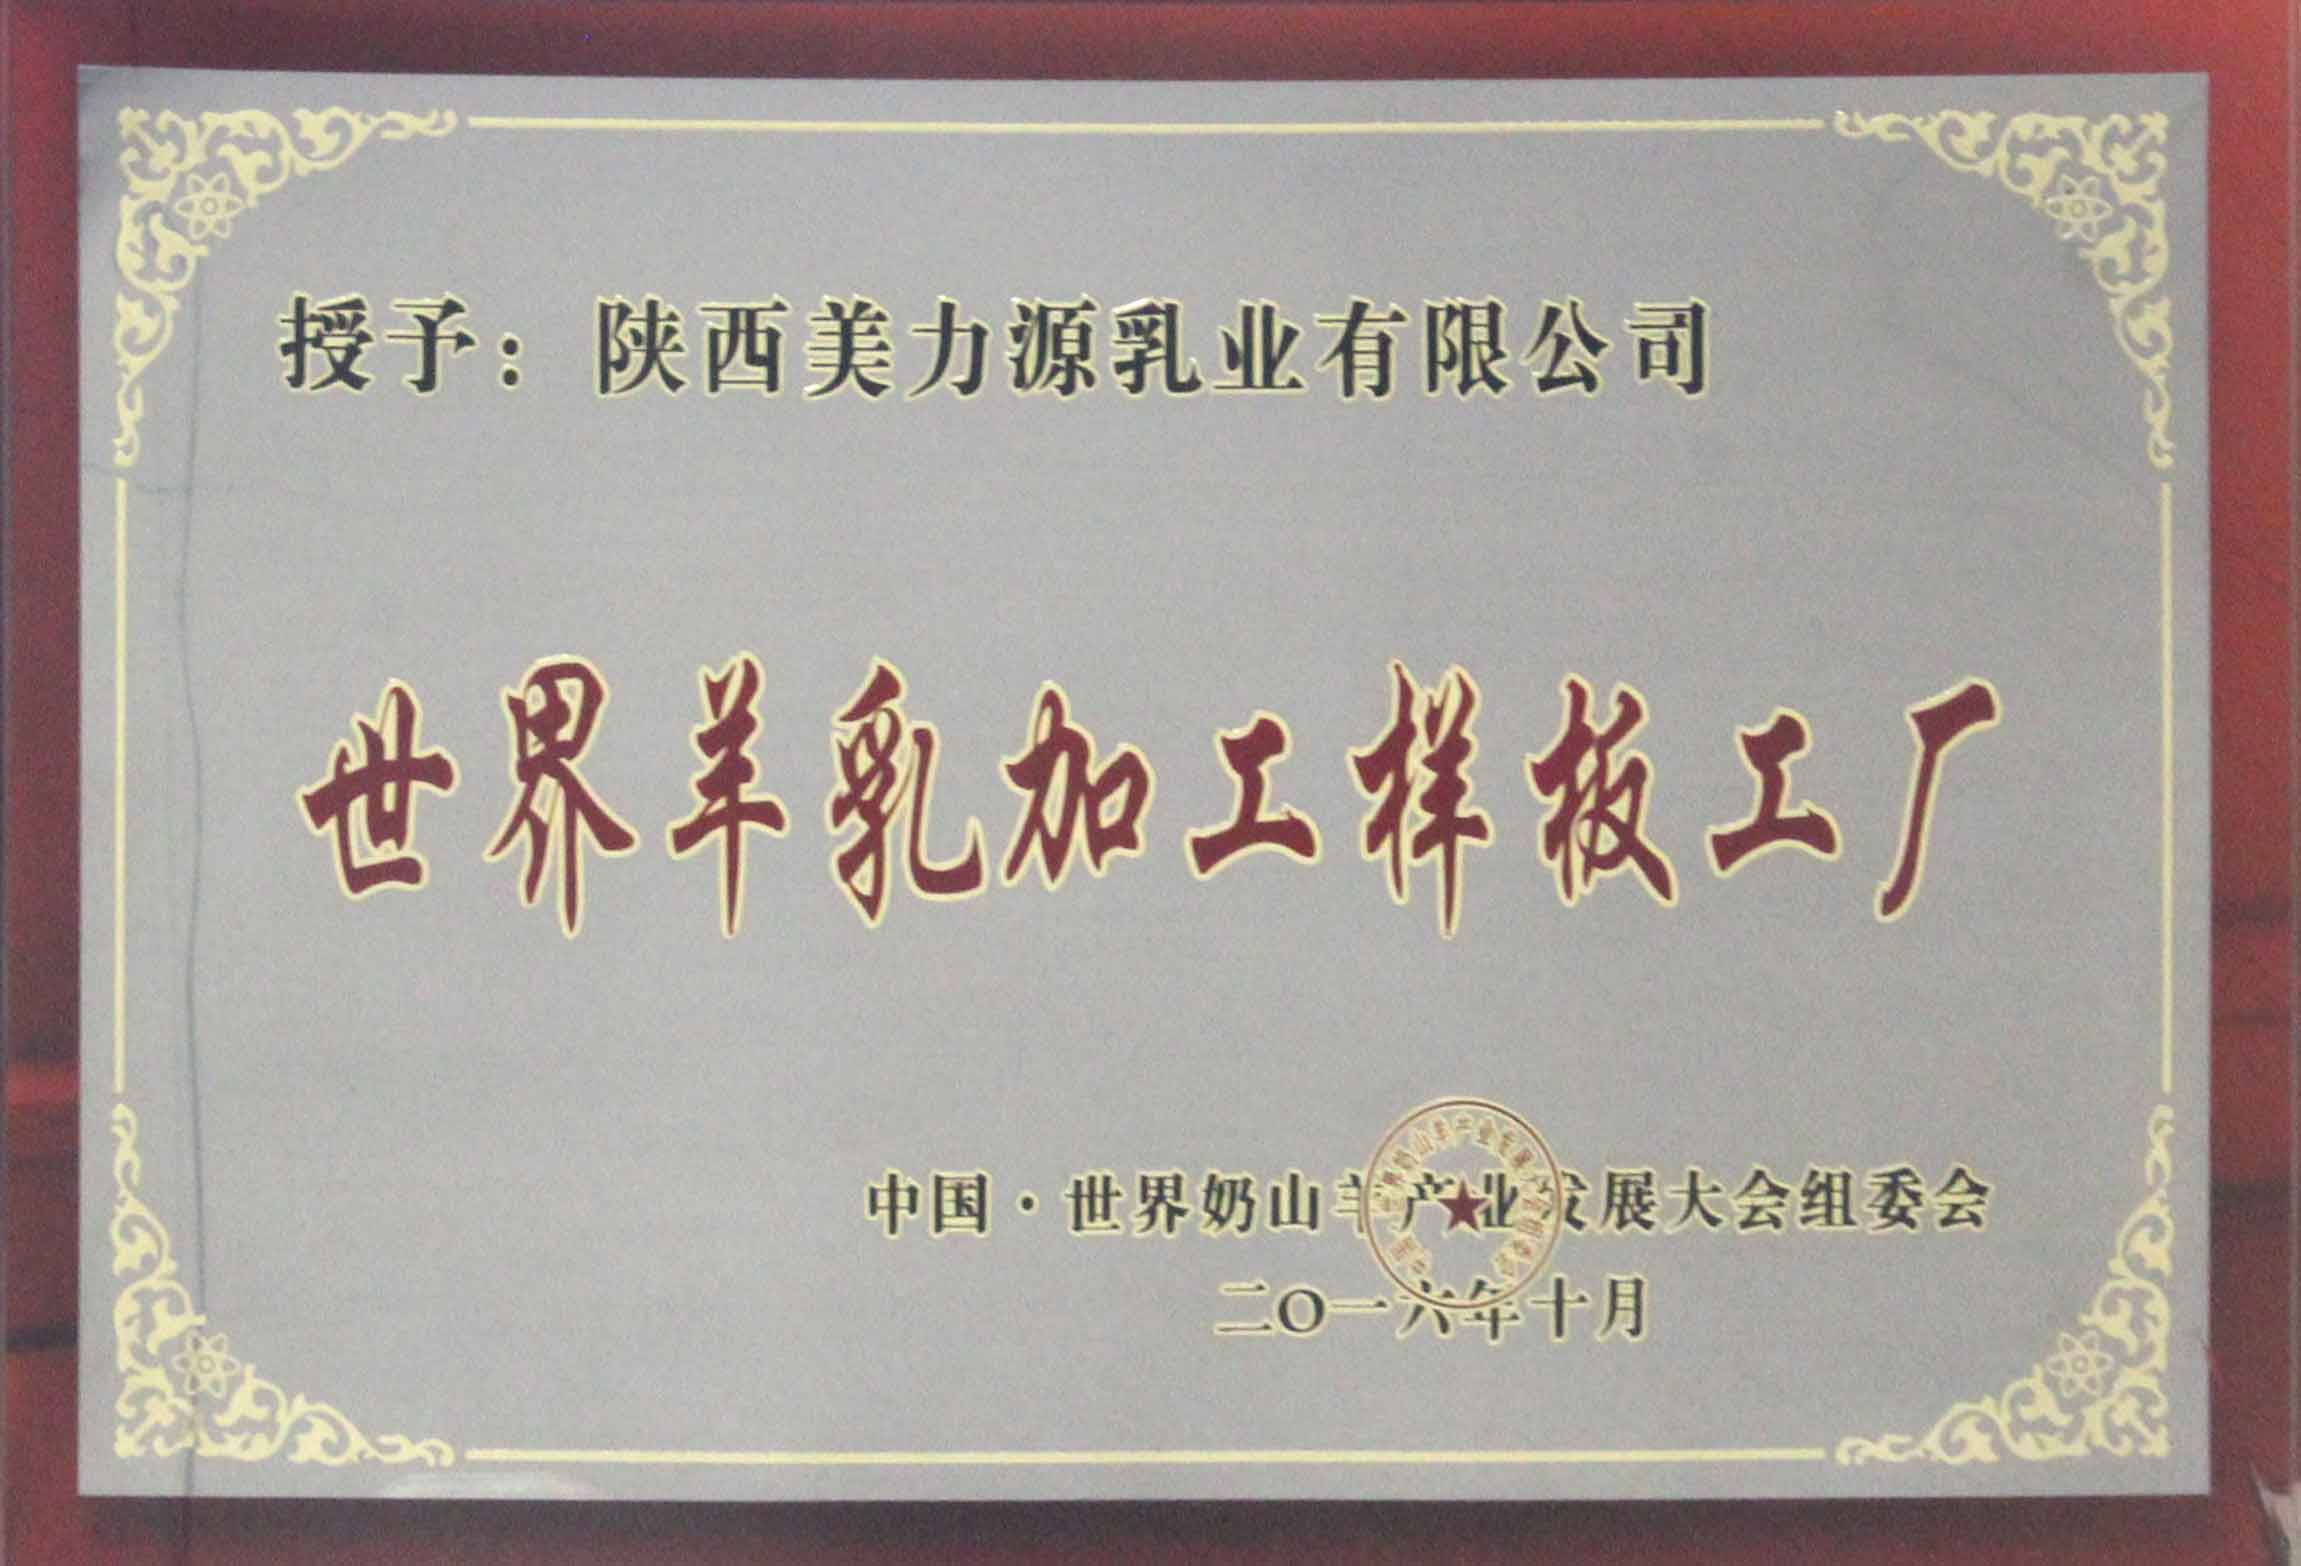 授予：陕西美力源乳业有限公司
世界羊乳加工样板工厂
中国·世界奶山羊产业发展大会组委会
二〇一六年十月